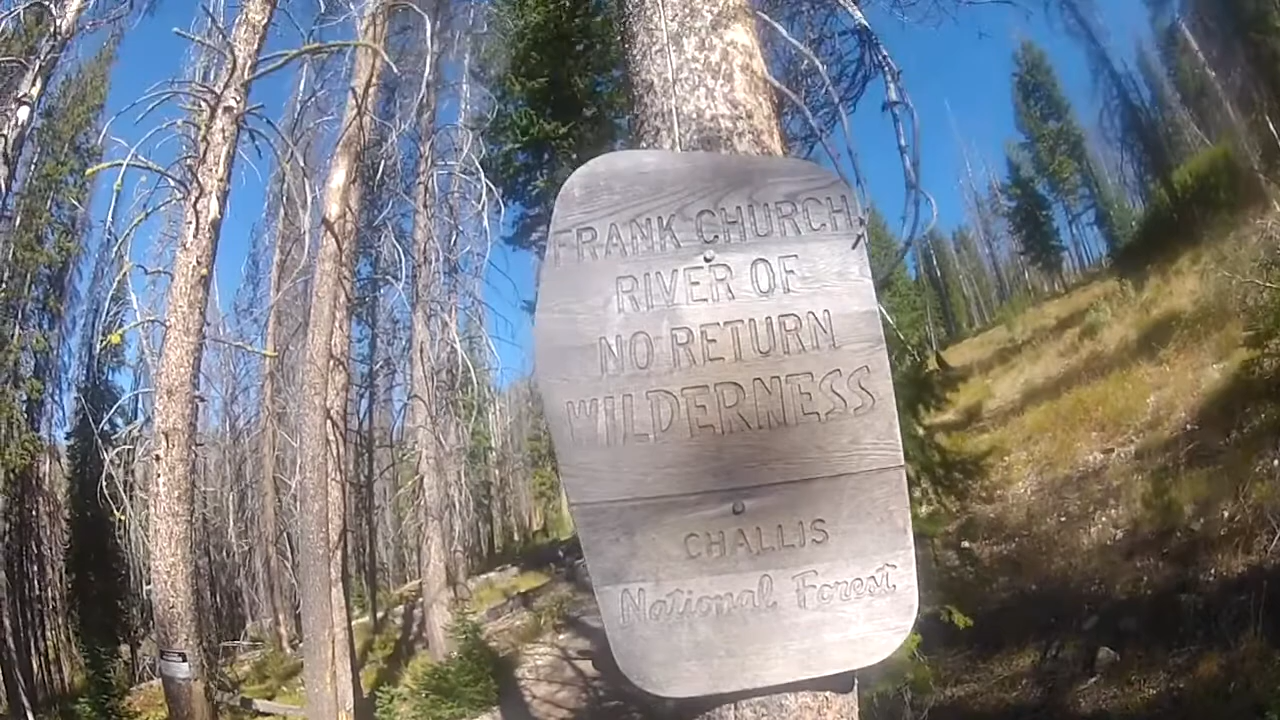 FRANK CHURCH
RIVER OF
NO RETURN
WILDERNESS
CHALLIS
National Forest